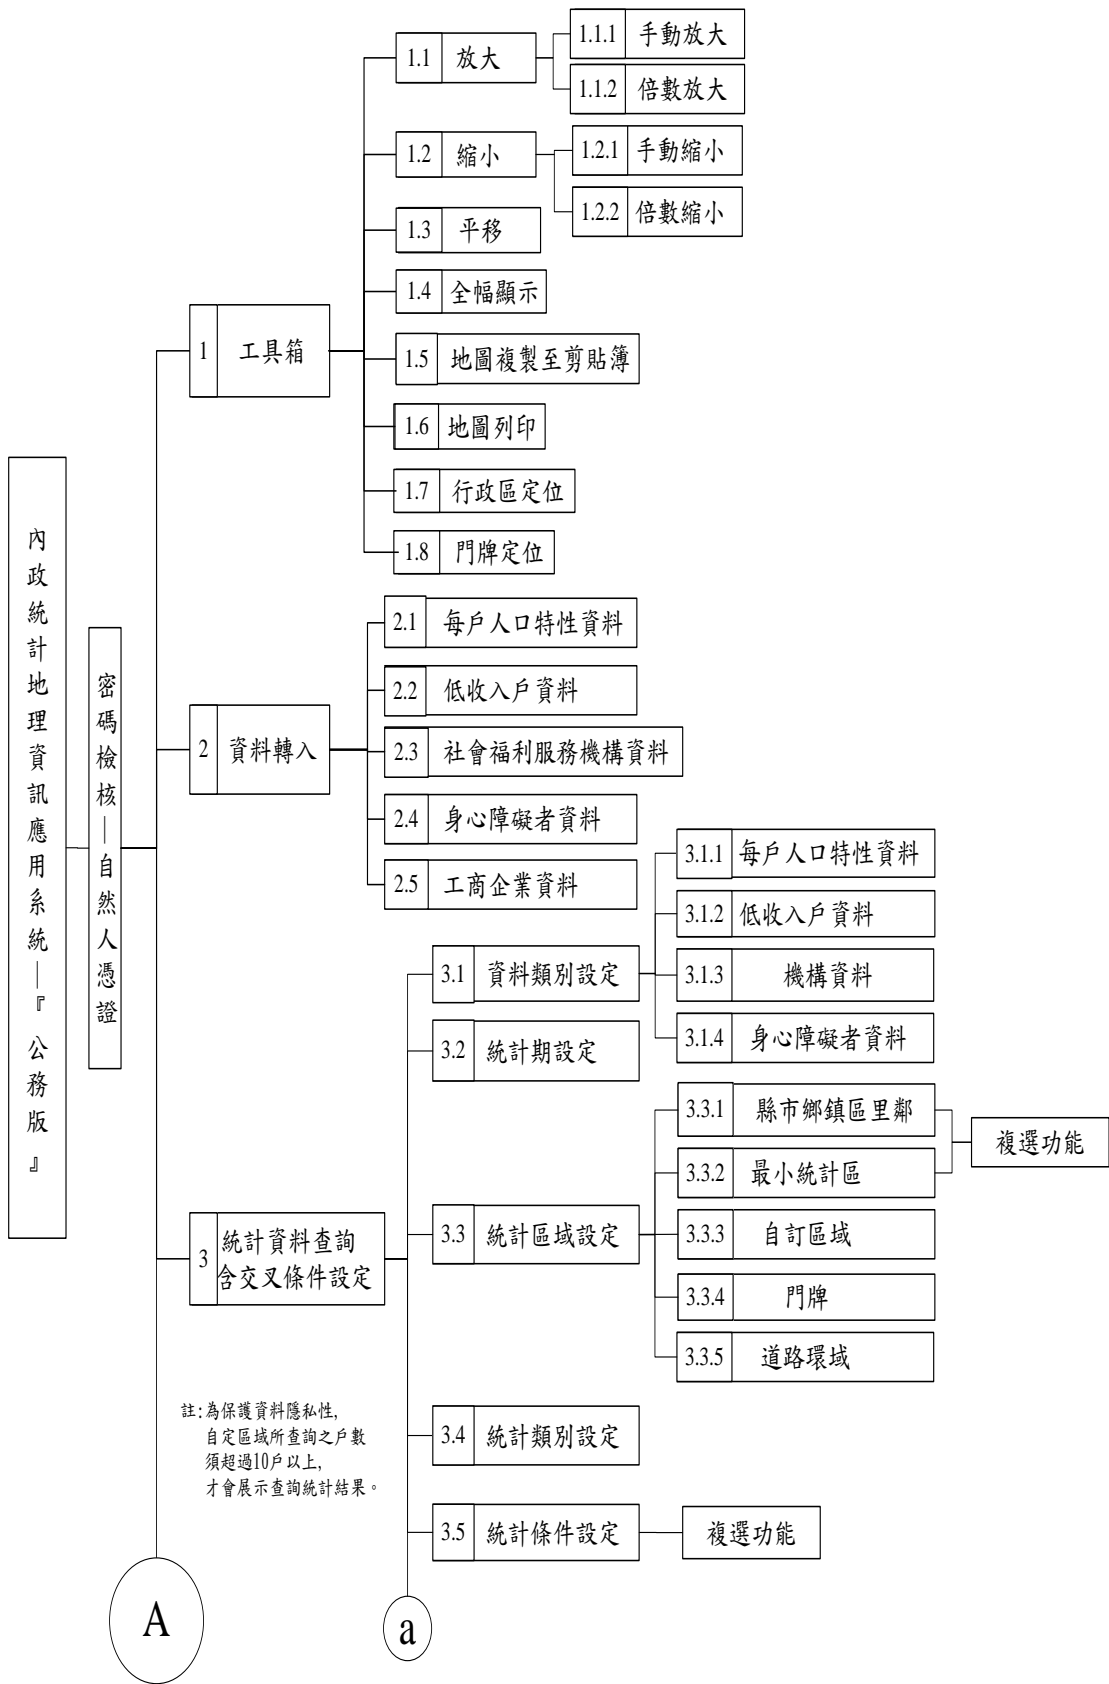 內政統計地理資訊應用系統—『公務版』
密碼檢核—自然人憑證
1 工具箱
1.1 放大
1.1.1 手動放大
1.1.2 倍數放大
1.2 縮小
1.2.1 手動縮小
1.2.2 倍數縮小
1.3 平移
1.4 全幅顯示
1.5 地圖複製至剪貼簿
1.6 地圖列印
1.7 行政區定位
1.8 門牌定位
2 資料轉入
2.1 每戶人口特性資料
2.2 低收入戶資料
2.3 社會福利服務機構資料
2.4 身心障礙者資料
2.5 工商企業資料
3 統計資料查詢
含交叉條件設定
3.1 資料類別設定
3.1.1 每戶人口特性資料
3.1.2 低收入戶資料
3.1.3 機構資料
3.1.4 身心障礙者資料
3.2 統計期設定
3.3 統計區域設定
3.3.1 縣市鄉鎮區里鄰
3.3.2 最小統計區
複選功能
3.3.3 自訂區域
3.3.4 門牌
3.3.5 道路環域
3.4 統計類別設定
3.5 統計條件設定
複選功能
註:為保護資料隱私性,
自定區域所查詢之戶數
須超過10戶以上,
才會展示查詢統計結果。
A
a